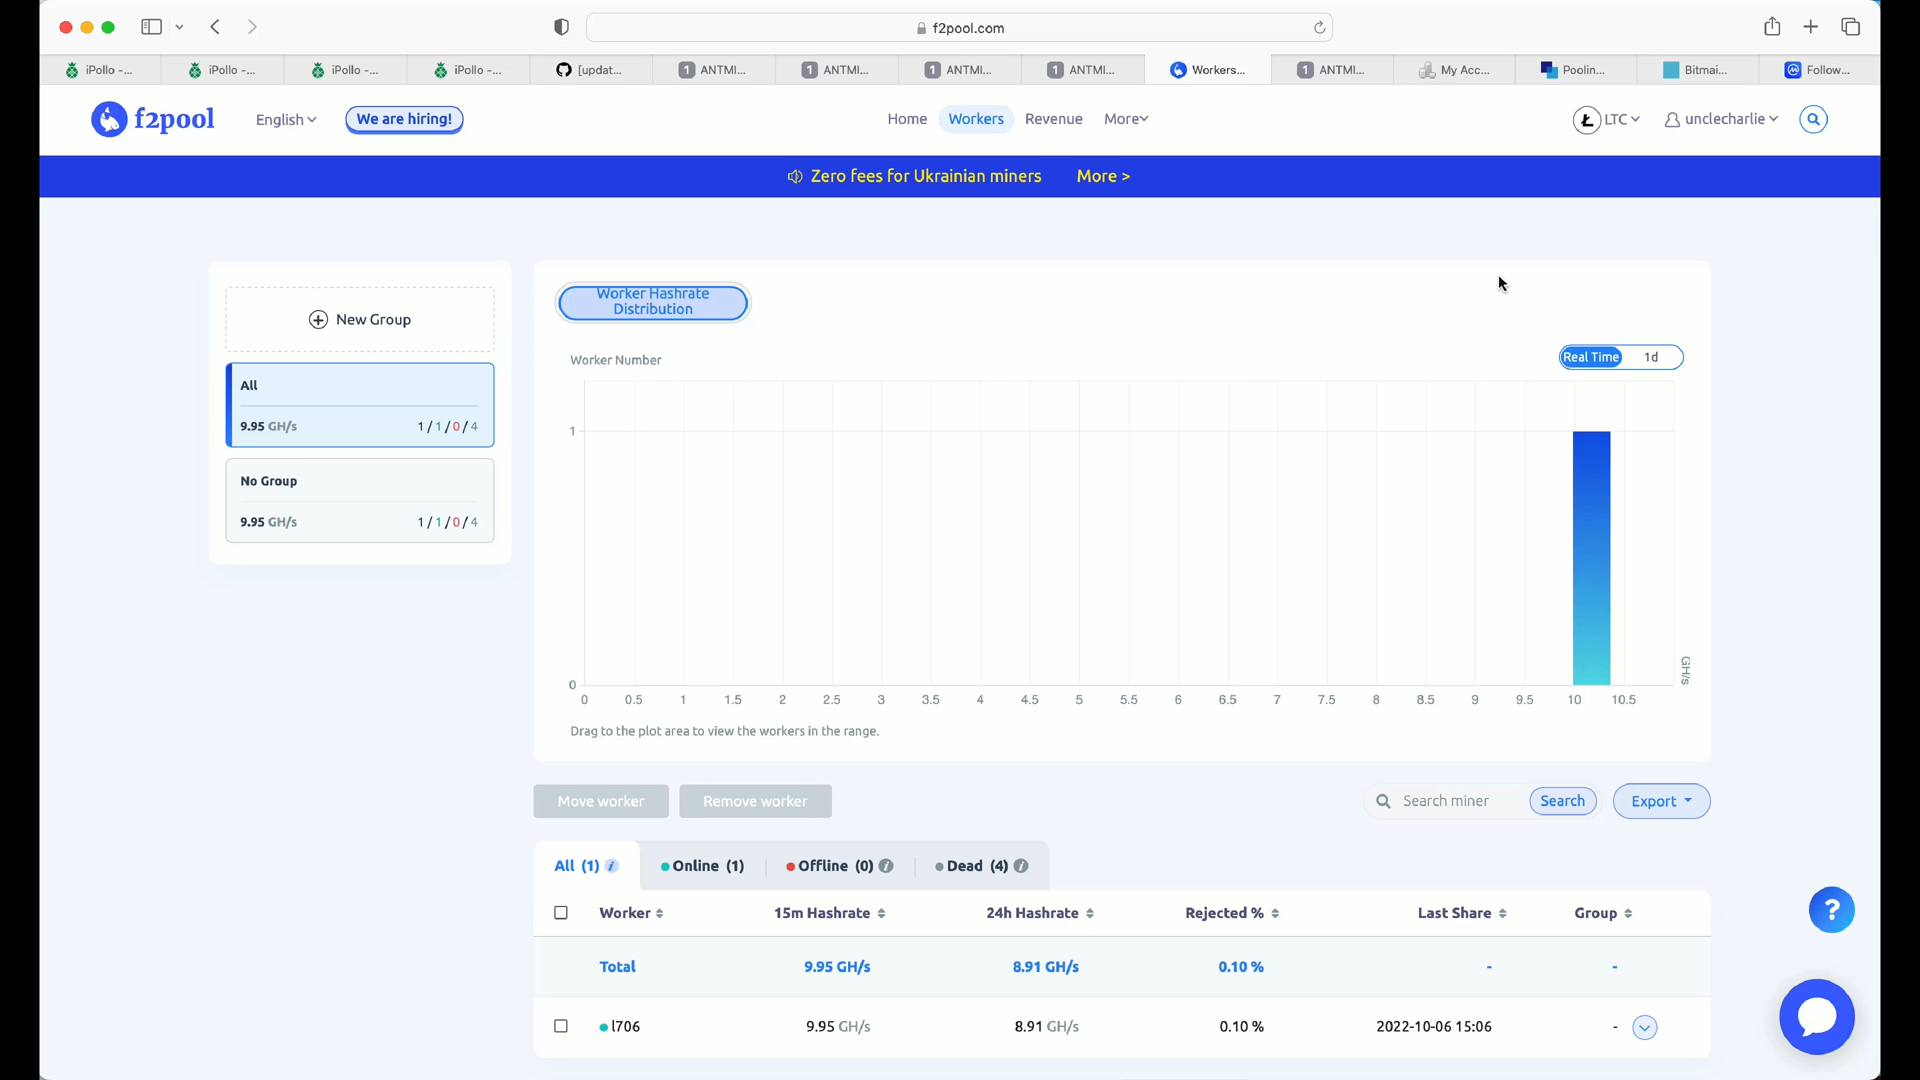 f2pool.com
iPollo -...
iPollo -...
iPollo -...
iPollo -...
[updat...
1 ANTMI...
1 ANTMI...
1 ANTMI...
1 ANTMI...
Workers...
1 ANTMI...
My Acc...
Poolin...
Bitmai...
Follow...
f2pool
English
We are hiring!
Home
Workers
Revenue
More
LTC
unclecharlie
Zero fees for Ukrainian miners
More >
New Group
All
9.95 GH/s
1 / 1 / 0 / 4
No Group
9.95 GH/s
1 / 1 / 0 / 4
Worker Hashrate
Distribution
Worker Number
Real Time
1d
1
0
GH/s
0 0.5 1 1.5 2 2.5 3 3.5 4 4.5 5 5.5 6 6.5 7 7.5 8 8.5 9 9.5 10 10.5
Drag to the plot area to view the workers in the range.
Move worker
Remove worker
Search miner
Search
Export
All (1)
Online (1)
Offline (0)
Dead (4)
Worker 15m Hashrate 24h Hashrate Rejected % Last Share Group
Total 9.95 GH/s 8.91 GH/s 0.10 % - -
l706 9.95 GH/s 8.91 GH/s 0.10 % 2022-10-06 15:06 -
?